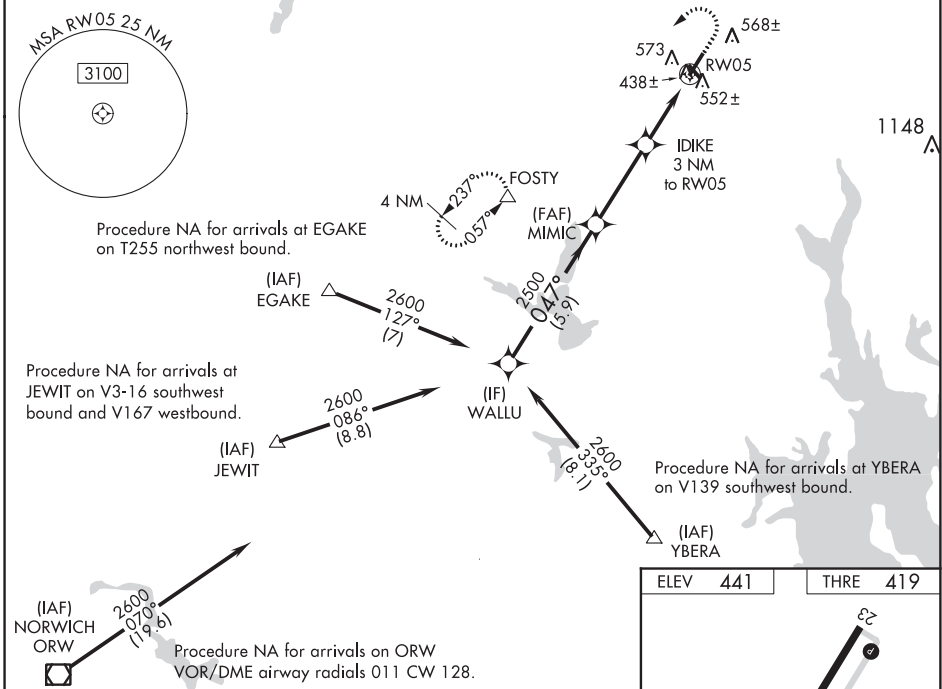 MSA RW05 25 NM
3100
568±
573
RW05
438±
552±
1148
IDIKE
3 NM
to RW05
FOSTY
4 NM
237°
057°
(FAF)
MIMIC
Procedure NA for arrivals at EGAKE
on T255 northwest bound.
(IAF)
EGAKE
2600
127°
(7)
2500
047°
(5.9)
Procedure NA for arrivals at
JEWIT on V3-16 southwest
bound and V167 westbound.
(IF)
WALLU
2600
086°
(8.8)
(IAF)
JEWIT
2600
335°
(8.1)
Procedure NA for arrivals at YBERA
on V139 southwest bound.
(IAF)
YBERA
(IAF)
NORWICH
ORW
2600
070°
(19.6)
Procedure NA for arrivals on ORW
VOR/DME airway radials 011 CW 128.
ELEV 441
THRE 419
23
P